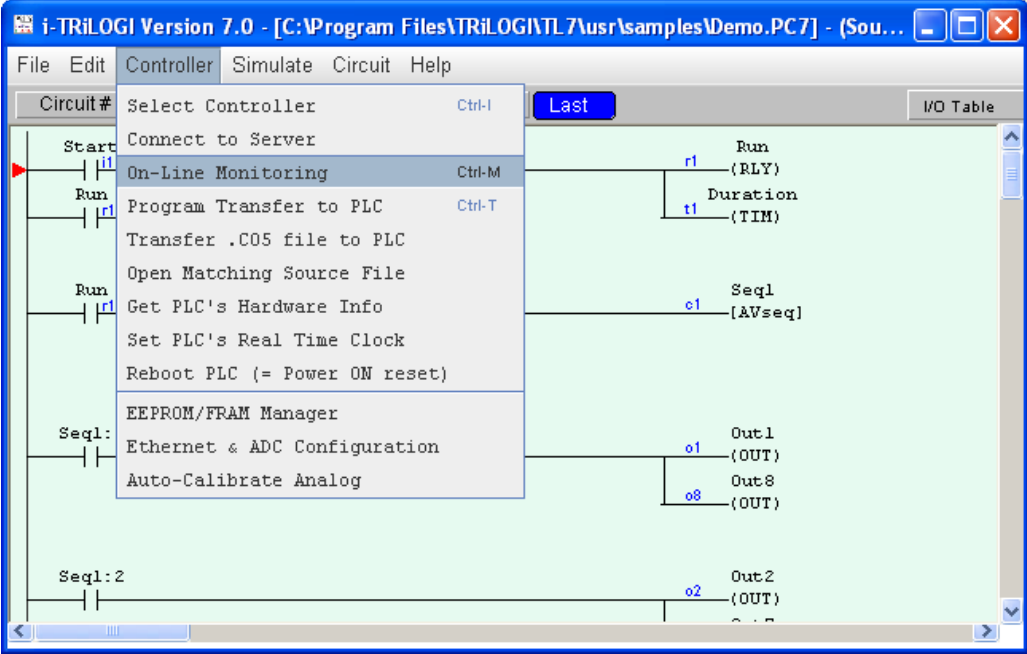 i-TRiLOGI Version 7.0 - [C:\Program Files\TRiLOGI\TL7\usr\samples\Demo.PC7] - (Sou...
File Edit Controller Simulate Circuit Help
Circuit # Last I/O Table
Select Controller Ctrl-I
Connect to Server
On-Line Monitoring Ctrl-M
Program Transfer to PLC Ctrl-T
Transfer .CO5 file to PLC
Open Matching Source File
Get PLC's Hardware Info
Set PLC's Real Time Clock
Reboot PLC (= Power ON reset)
EEPROM/FRAM Manager
Ethernet & ADC Configuration
Auto-Calibrate Analog
Start
i1
Run
r1
Run
r1 (RLY)
Duration
t1 (TIM)
Run
r1
Seq1
c1 [AVseq]
Seq1:
Out1
o1 (OUT)
Out8
o8 (OUT)
Seq1:2
Out2
o2 (OUT)